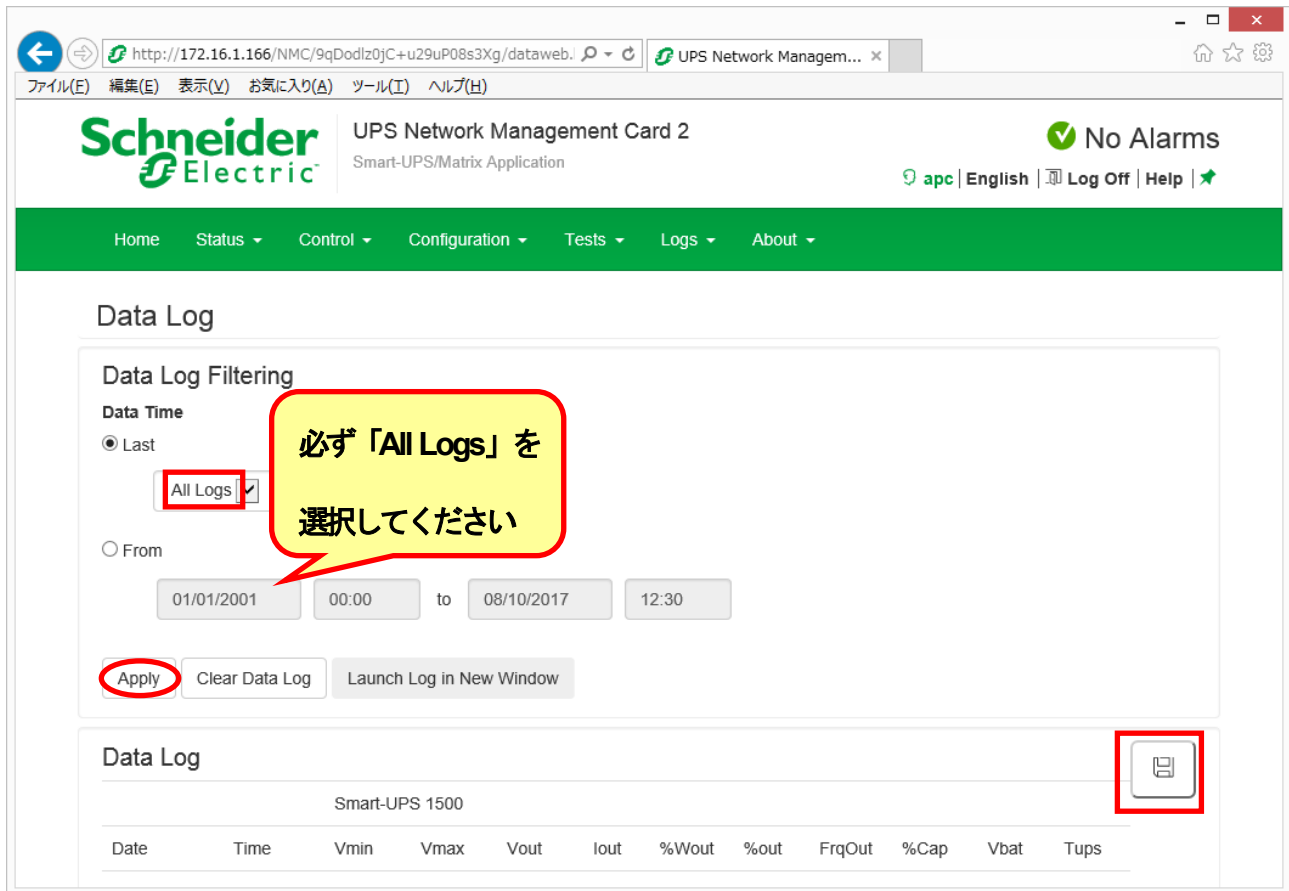 http://172.16.1.166/NMC/9qDodlz0jC+u29uP08s3Xg/dataweb.
UPS Network Managem...
ファイル(F) 編集(E) 表示(V) お気に入り(A) ツール(T) ヘルプ(H)
Schneider
Electric
UPS Network Management Card 2
Smart-UPS/Matrix Application
No Alarms
apc | English | Log Off | Help |
Home Status Control Configuration Tests Logs About
Data Log
Data Log Filtering
Data Time
Last
All Logs
必ず「All Logs」を
選択してください
From
01/01/2001 00:00 to 08/10/2017 12:30
Apply Clear Data Log Launch Log in New Window
Data Log
Smart-UPS 1500
Date Time Vmin Vmax Vout Iout %Wout %out FrqOut %Cap Vbat Tups